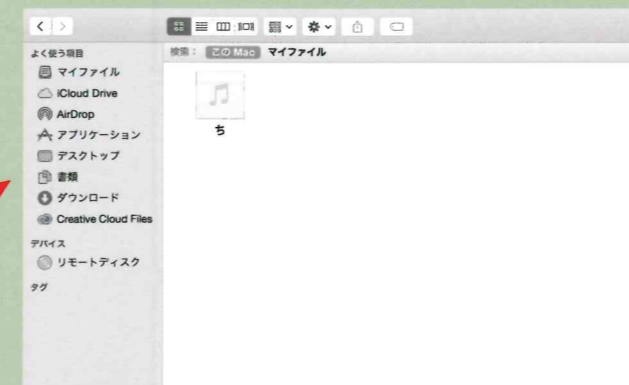 よく使う項目
マイファイル
iCloud Drive
AirDrop
アプリケーション
デスクトップ
書類
ダウンロード
Creative Cloud Files
デバイス
リモートディスク
タグ
検索： このMac マイファイル
ち